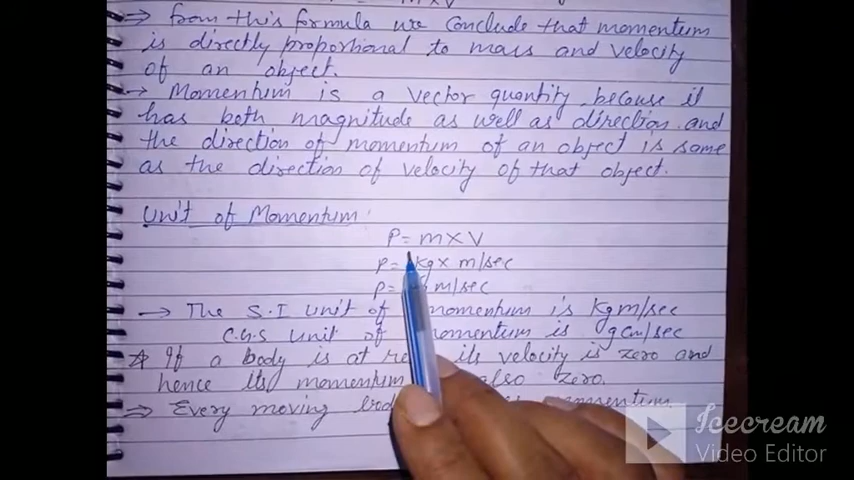 ⇒ from this formula we conclude that momentum
is directly proportional to mass and velocity
of an object.
→ Momentum is a vector quantity because it
has both magnitude as well as direction and
the direction of momentum of an object is same
as the direction of velocity of that object.
Unit of Momentum:
P = m x v
P = kg x m/sec
P = m/sec
→ The S.I unit of momentum is kgm/sec
C.G.S unit of momentum is gcm/sec
☆ If a body is at its velocity is zero and
hence its momentum also zero.
⇒ Every moving momentum.
Icecream
Video Editor